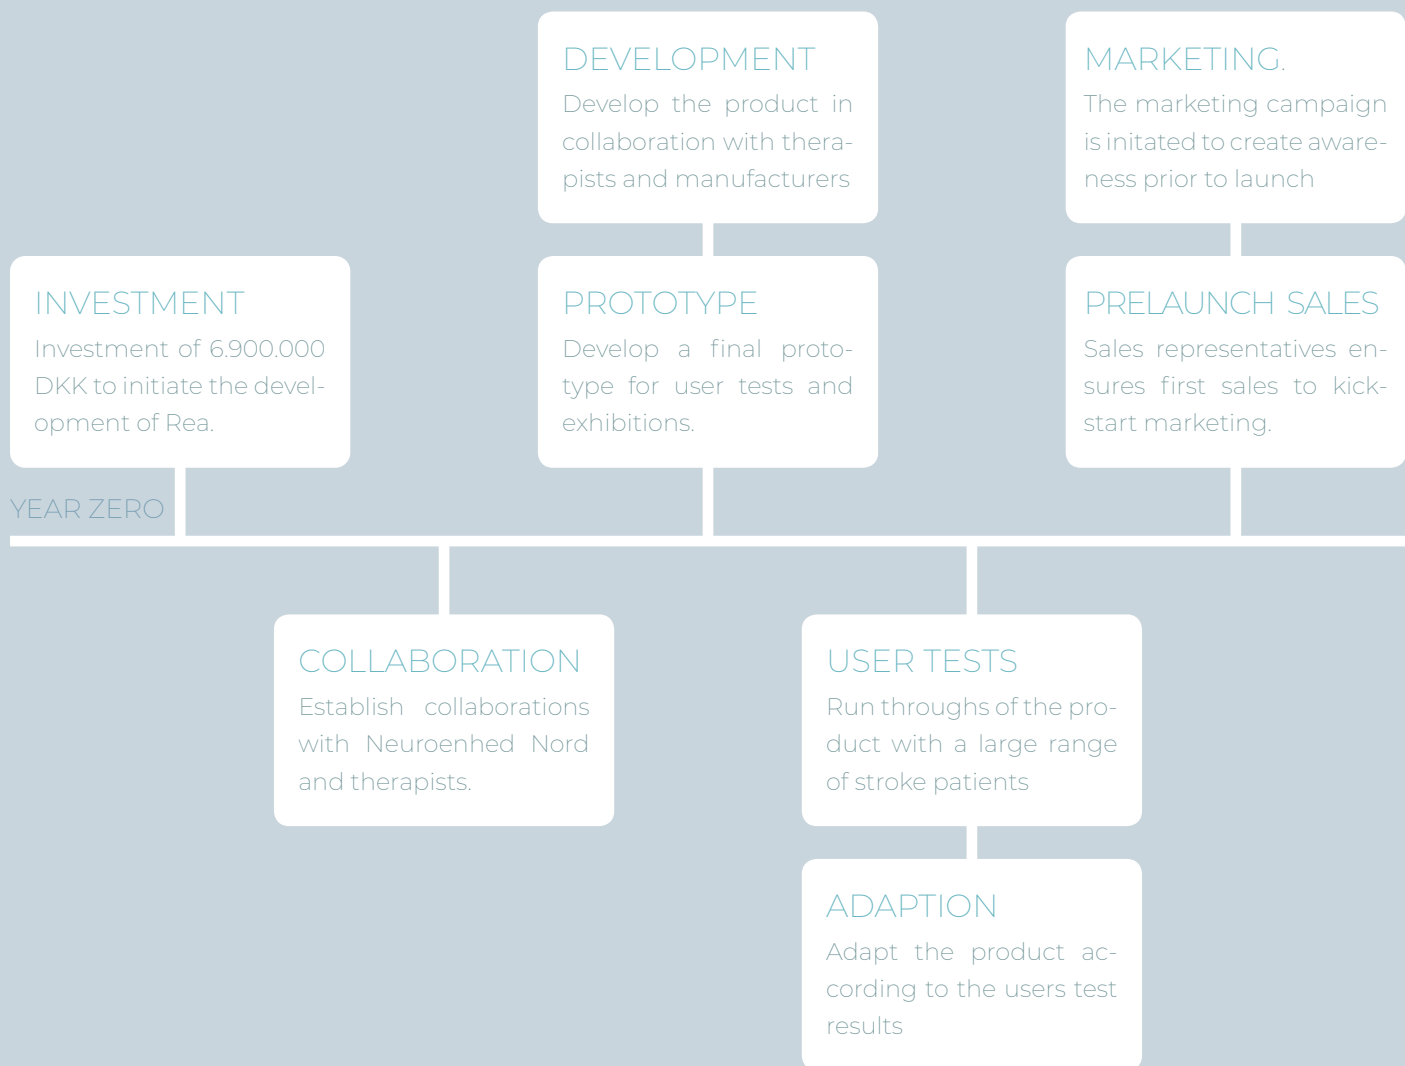 DEVELOPMENT
Develop the product in
collaboration with thera-
pists and manufacturers
MARKETING.
The marketing campaign
is initated to create aware-
ness prior to launch
INVESTMENT
Investment of 6.900.000
DKK to initiate the devel-
opment of Rea.
PROTOTYPE
Develop a final proto-
type for user tests and
exhibitions.
PRELAUNCH SALES
Sales representatives en-
sures first sales to kick-
start marketing.
YEAR ZERO
COLLABORATION
Establish collaborations
with Neuroenhed Nord
and therapists.
USER TESTS
Run throughs of the pro-
duct with a large range
of stroke patients
ADAPTION
Adapt the product ac-
cording to the users test
results